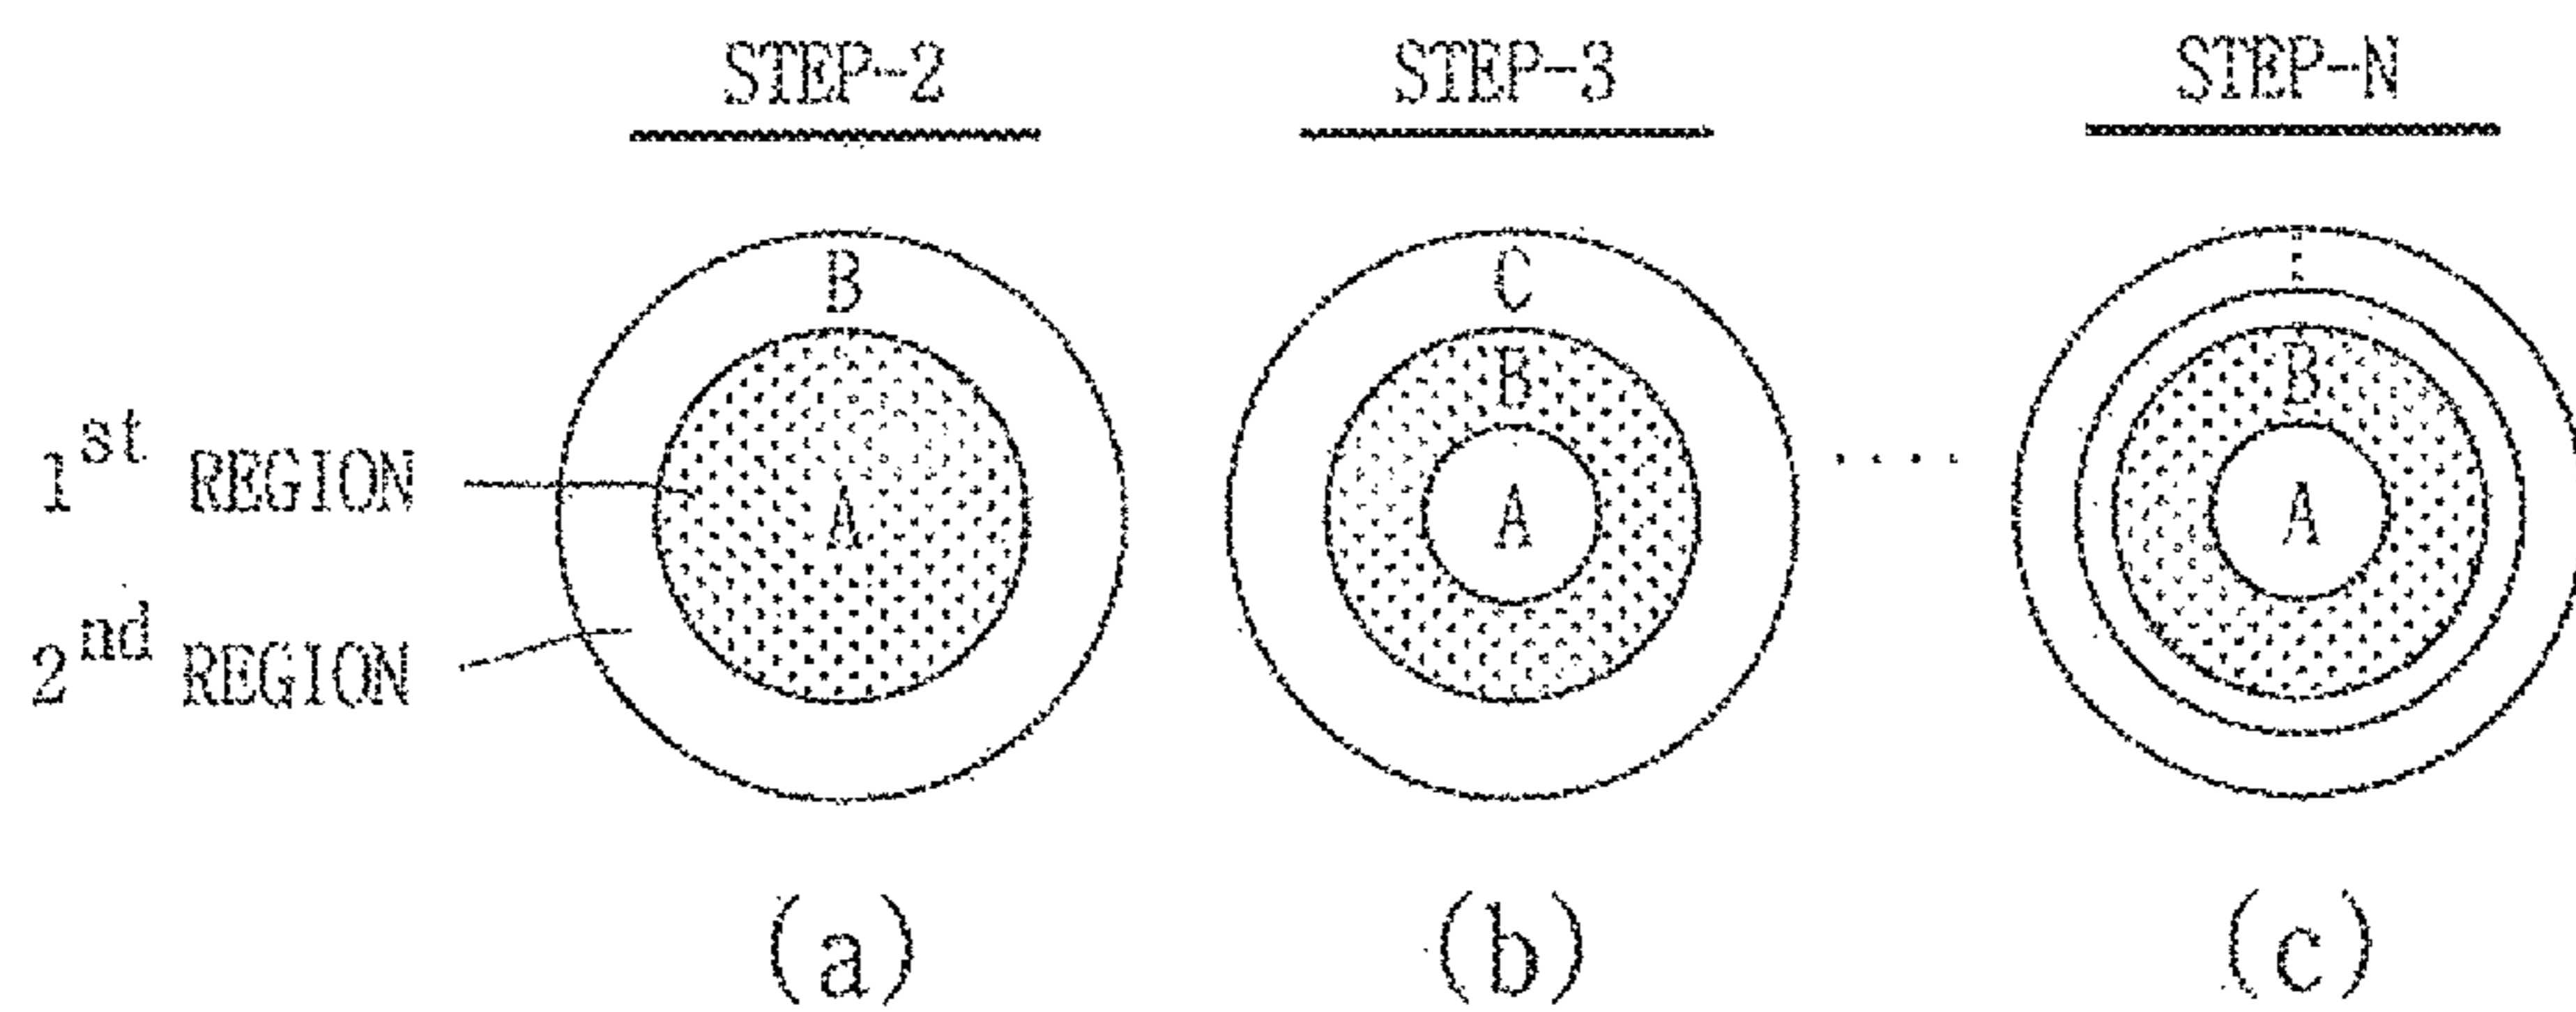 STEP-2 STEP-3 STEP-N
B C
B B
1st REGION A A .... A
2nd REGION
(a) (b) (c)